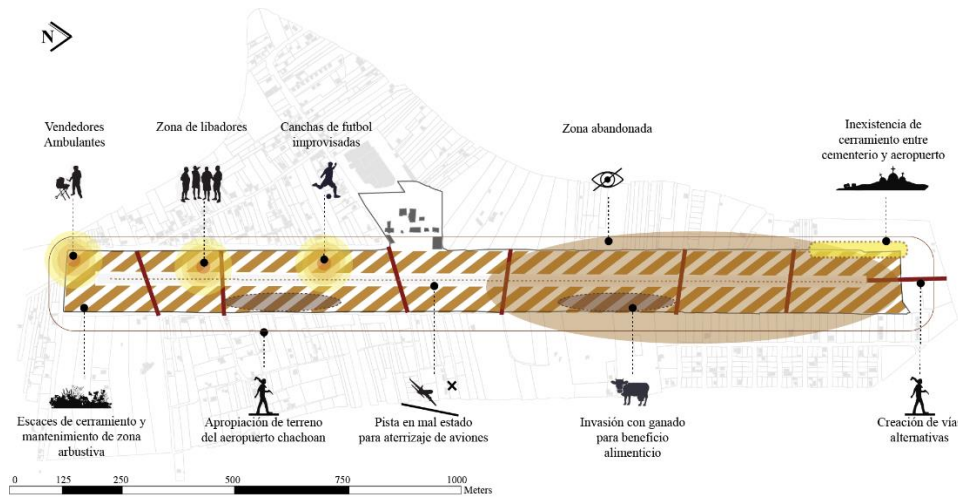 N
Vendedores
Ambulantes
Zona de libadores
Canchas de futbol
improvisadas
Zona abandonada
Inexistencia de
cerramiento entre
cementerio y aeropuerto
Escaces de cerramiento y
mantenimiento de zona
arbustiva
Apropiación de terreno
del aeropuerto chachoan
Pista en mal estado
para aterrizaje de aviones
Invasión con ganado
para beneficio
alimenticio
Creación de vía
alternativas
0 125 250 500 750 1000
Meters